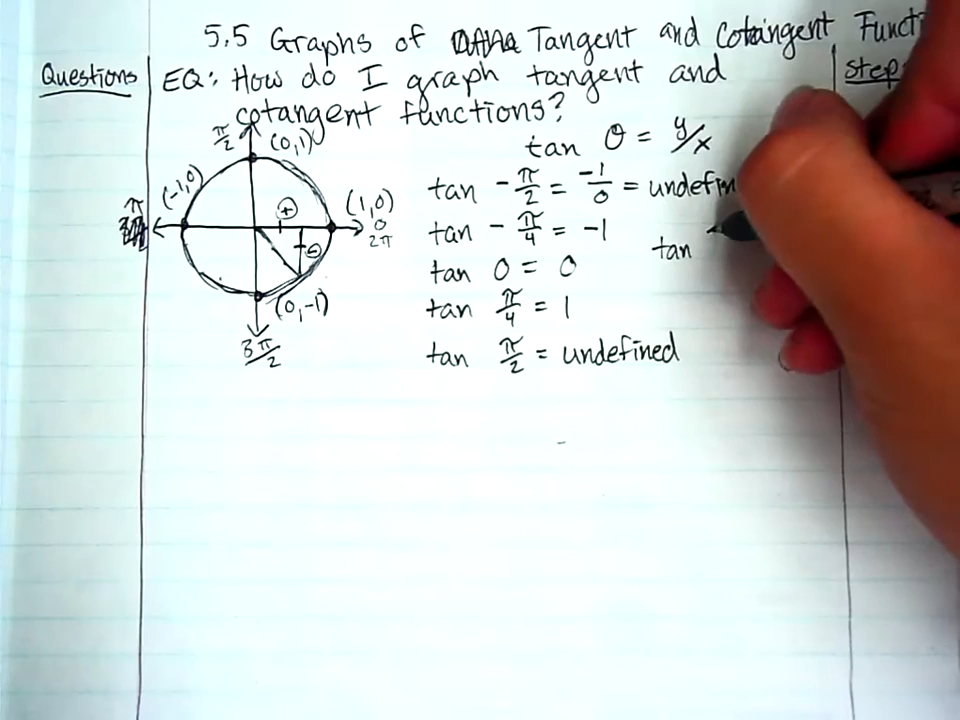 5.5 Graphs of Tangent and Cotangent Funct
Questions
EQ: How do I graph tangent and
cotangent functions?
Step
π/2
(0,1)
tan θ = y/x
(-1,0)
tan -π/2 = -1/0 = undefin
π
(1,0)
+
0
2π
tan -π/4 = -1
tan
-
tan 0 = 0
(0,-1)
tan π/4 = 1
3π/2
tan π/2 = undefined